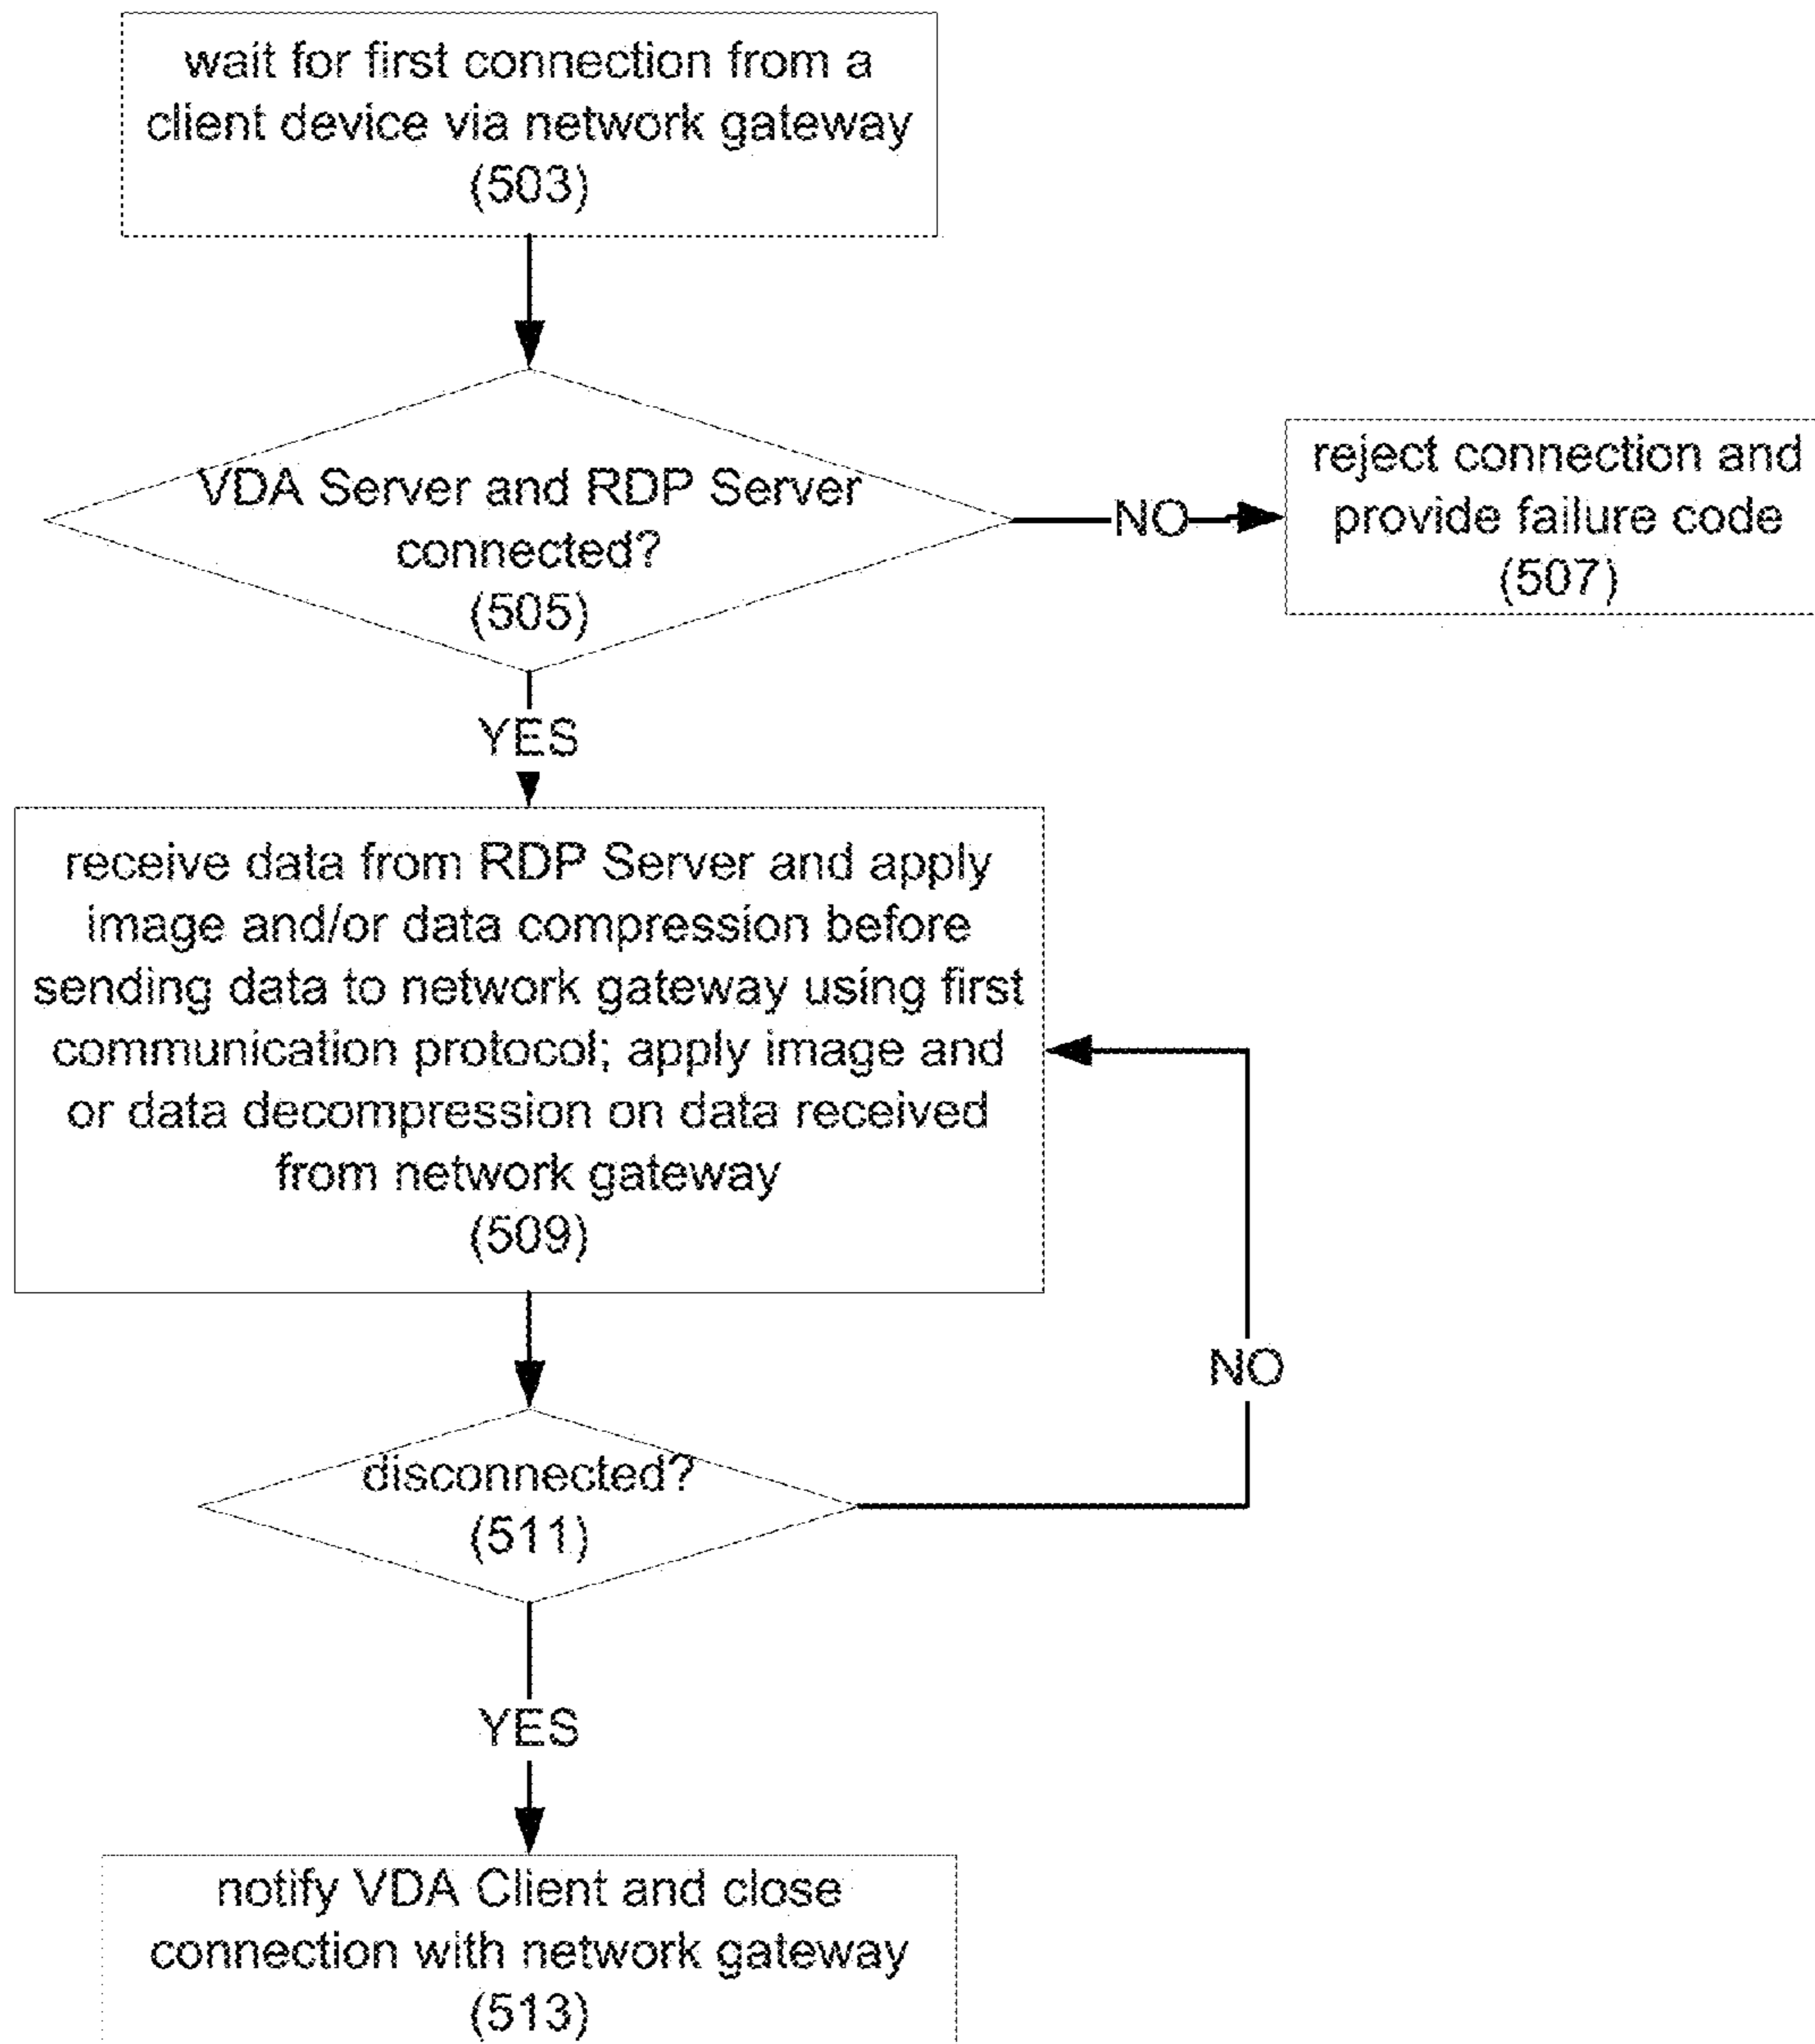 wait for first connection from a
client device via network gateway
(503)
VDA Server and RDP Server
connected?
(505)
NO
reject connection and
provide failure code
(507)
YES
receive data from RDP Server and apply
image and/or data compression before
sending data to network gateway using first
communication protocol; apply image and
or data decompression on data received
from network gateway
(509)
NO
disconnected?
(511)
YES
notify VDA Client and close
connection with network gateway
(513)